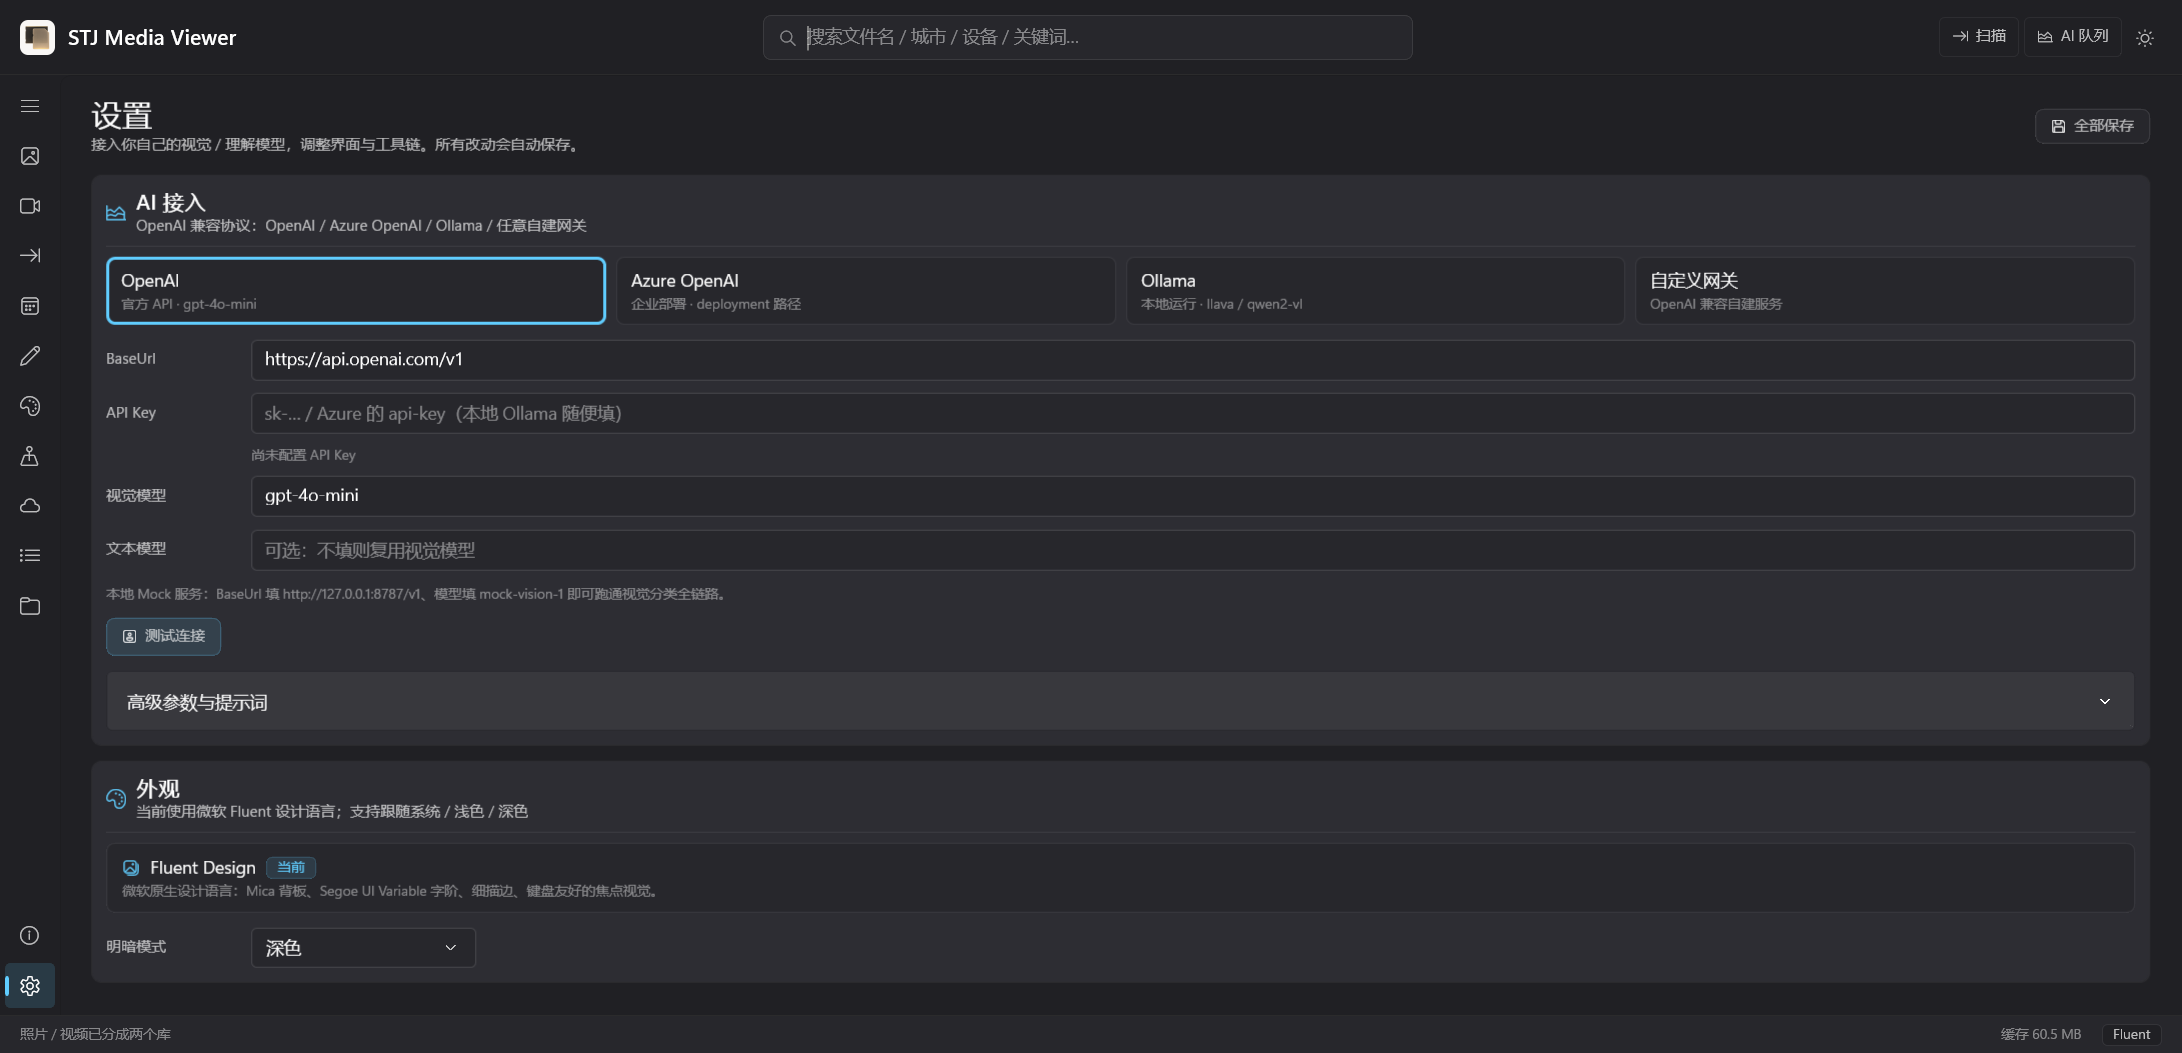 STJ Media Viewer
搜索文件名 / 城市 / 设备 / 关键词...
扫描
AI 队列
设置
接入你自己的视觉 / 理解模型，调整界面与工具链。所有改动会自动保存。
全部保存
AI 接入
OpenAI 兼容协议：OpenAI / Azure OpenAI / Ollama / 任意自建网关
OpenAI
官方 API · gpt-4o-mini
Azure OpenAI
企业部署 · deployment 路径
Ollama
本地运行 · llava / qwen2-vl
自定义网关
OpenAI 兼容自建服务
BaseUrl
https://api.openai.com/v1
API Key
sk-... / Azure 的 api-key（本地 Ollama 随便填）
尚未配置 API Key
视觉模型
gpt-4o-mini
文本模型
可选：不填则复用视觉模型
本地 Mock 服务：BaseUrl 填 http://127.0.0.1:8787/v1、模型填 mock-vision-1 即可跑通视觉分类全链路。
测试连接
高级参数与提示词
外观
当前使用微软 Fluent 设计语言；支持跟随系统 / 浅色 / 深色
Fluent Design
当前
微软原生设计语言：Mica 背板、Segoe UI Variable 字阶、细描边、键盘友好的焦点视觉。
明暗模式
深色
照片 / 视频已分成两个库
缓存 60.5 MB
Fluent